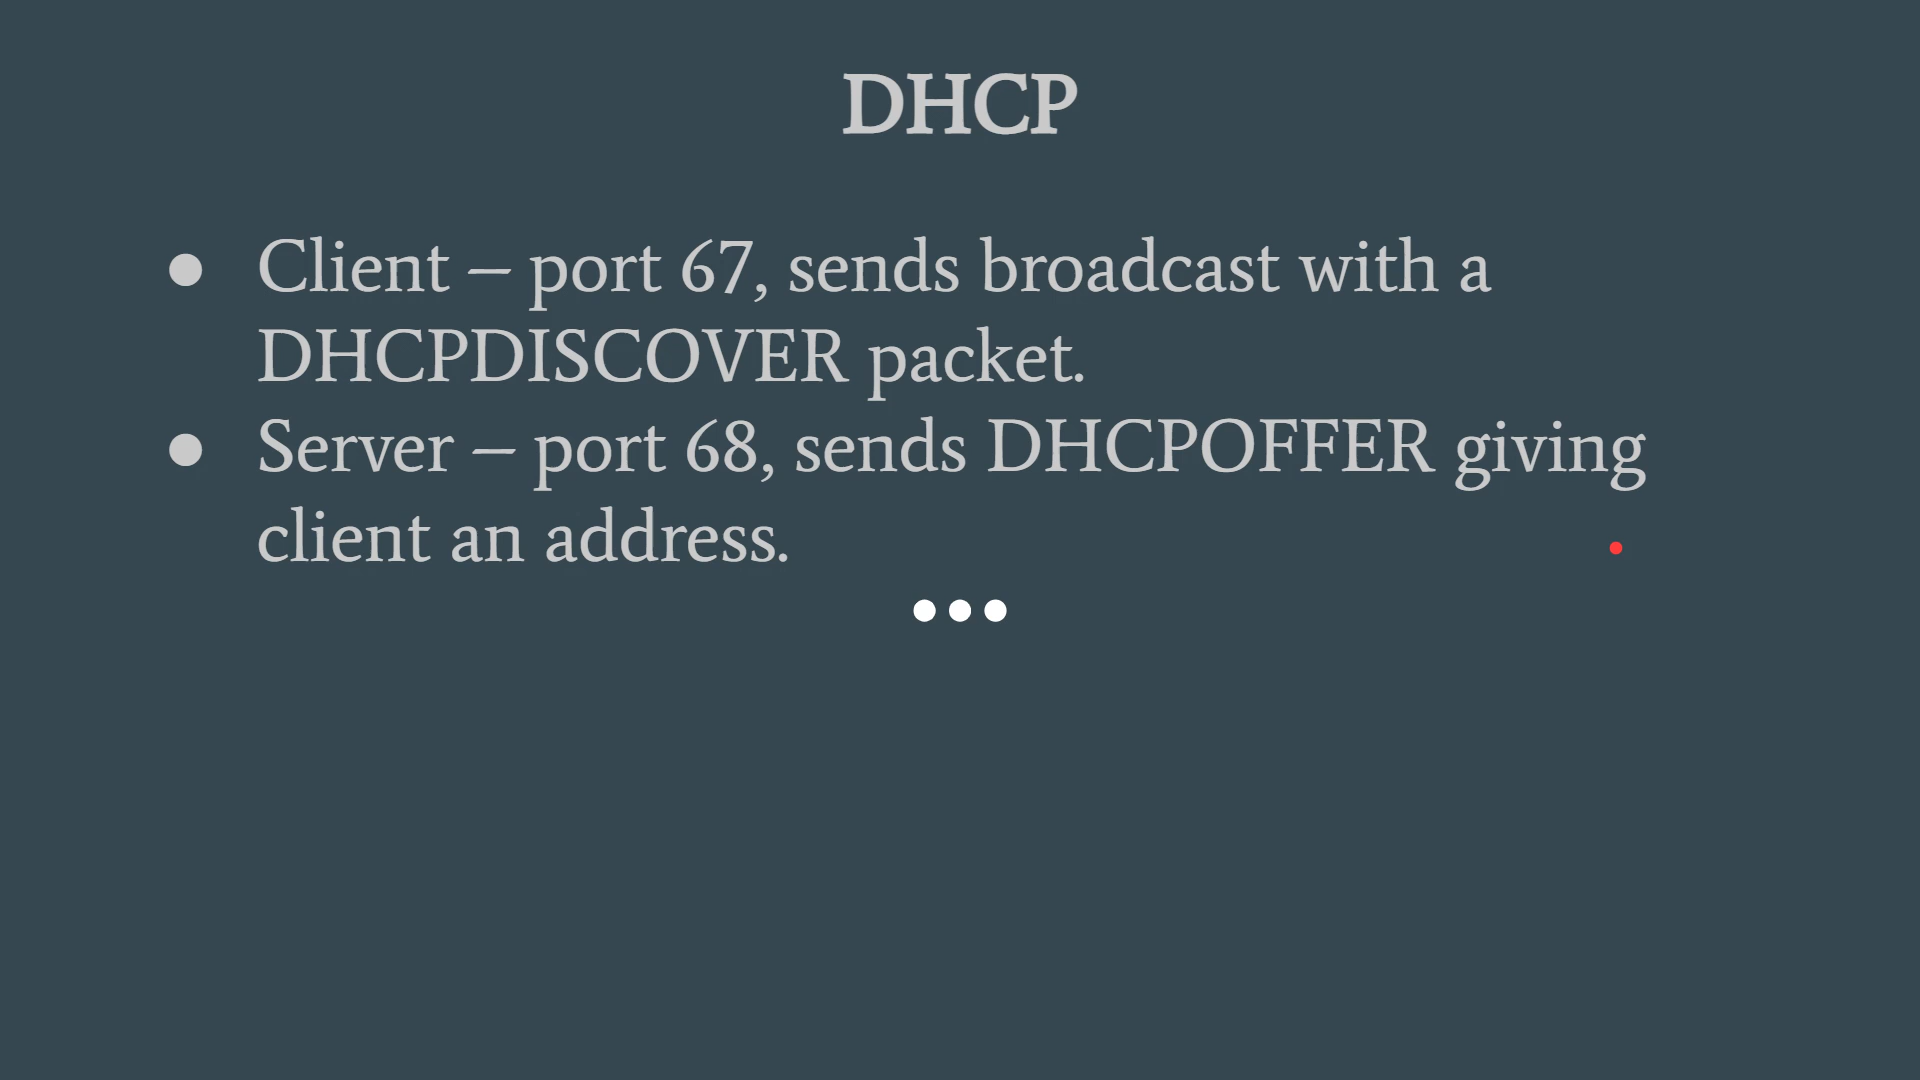 DHCP
● Client – port 67, sends broadcast with a
DHCPDISCOVER packet.
● Server – port 68, sends DHCPOFFER giving
client an address.